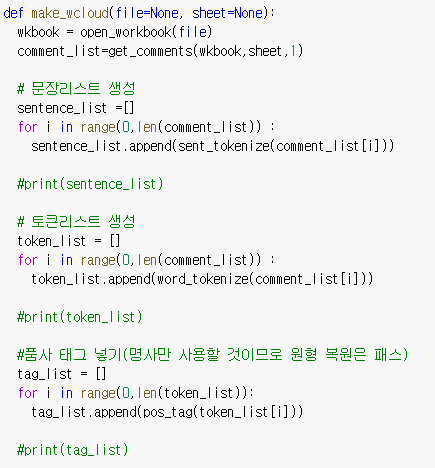 def make_wcloud(file=None, sheet=None):
  wkbook = open_workbook(file)
  comment_list=get_comments(wkbook,sheet,1)

  # 문장리스트 생성
  sentence_list =[]
  for i in range(0,len(comment_list)) :
    sentence_list.append(sent_tokenize(comment_list[i]))

  #print(sentence_list)

  # 토큰리스트 생성
  token_list = []
  for i in range(0,len(comment_list)) :
    token_list.append(word_tokenize(comment_list[i]))

  #print(token_list)

  #품사 태그 넣기(명사만 사용할 것이므로 원형 복원은 패스)
  tag_list = []
  for i in range(0,len(token_list)):
    tag_list.append(pos_tag(token_list[i]))

  #print(tag_list)